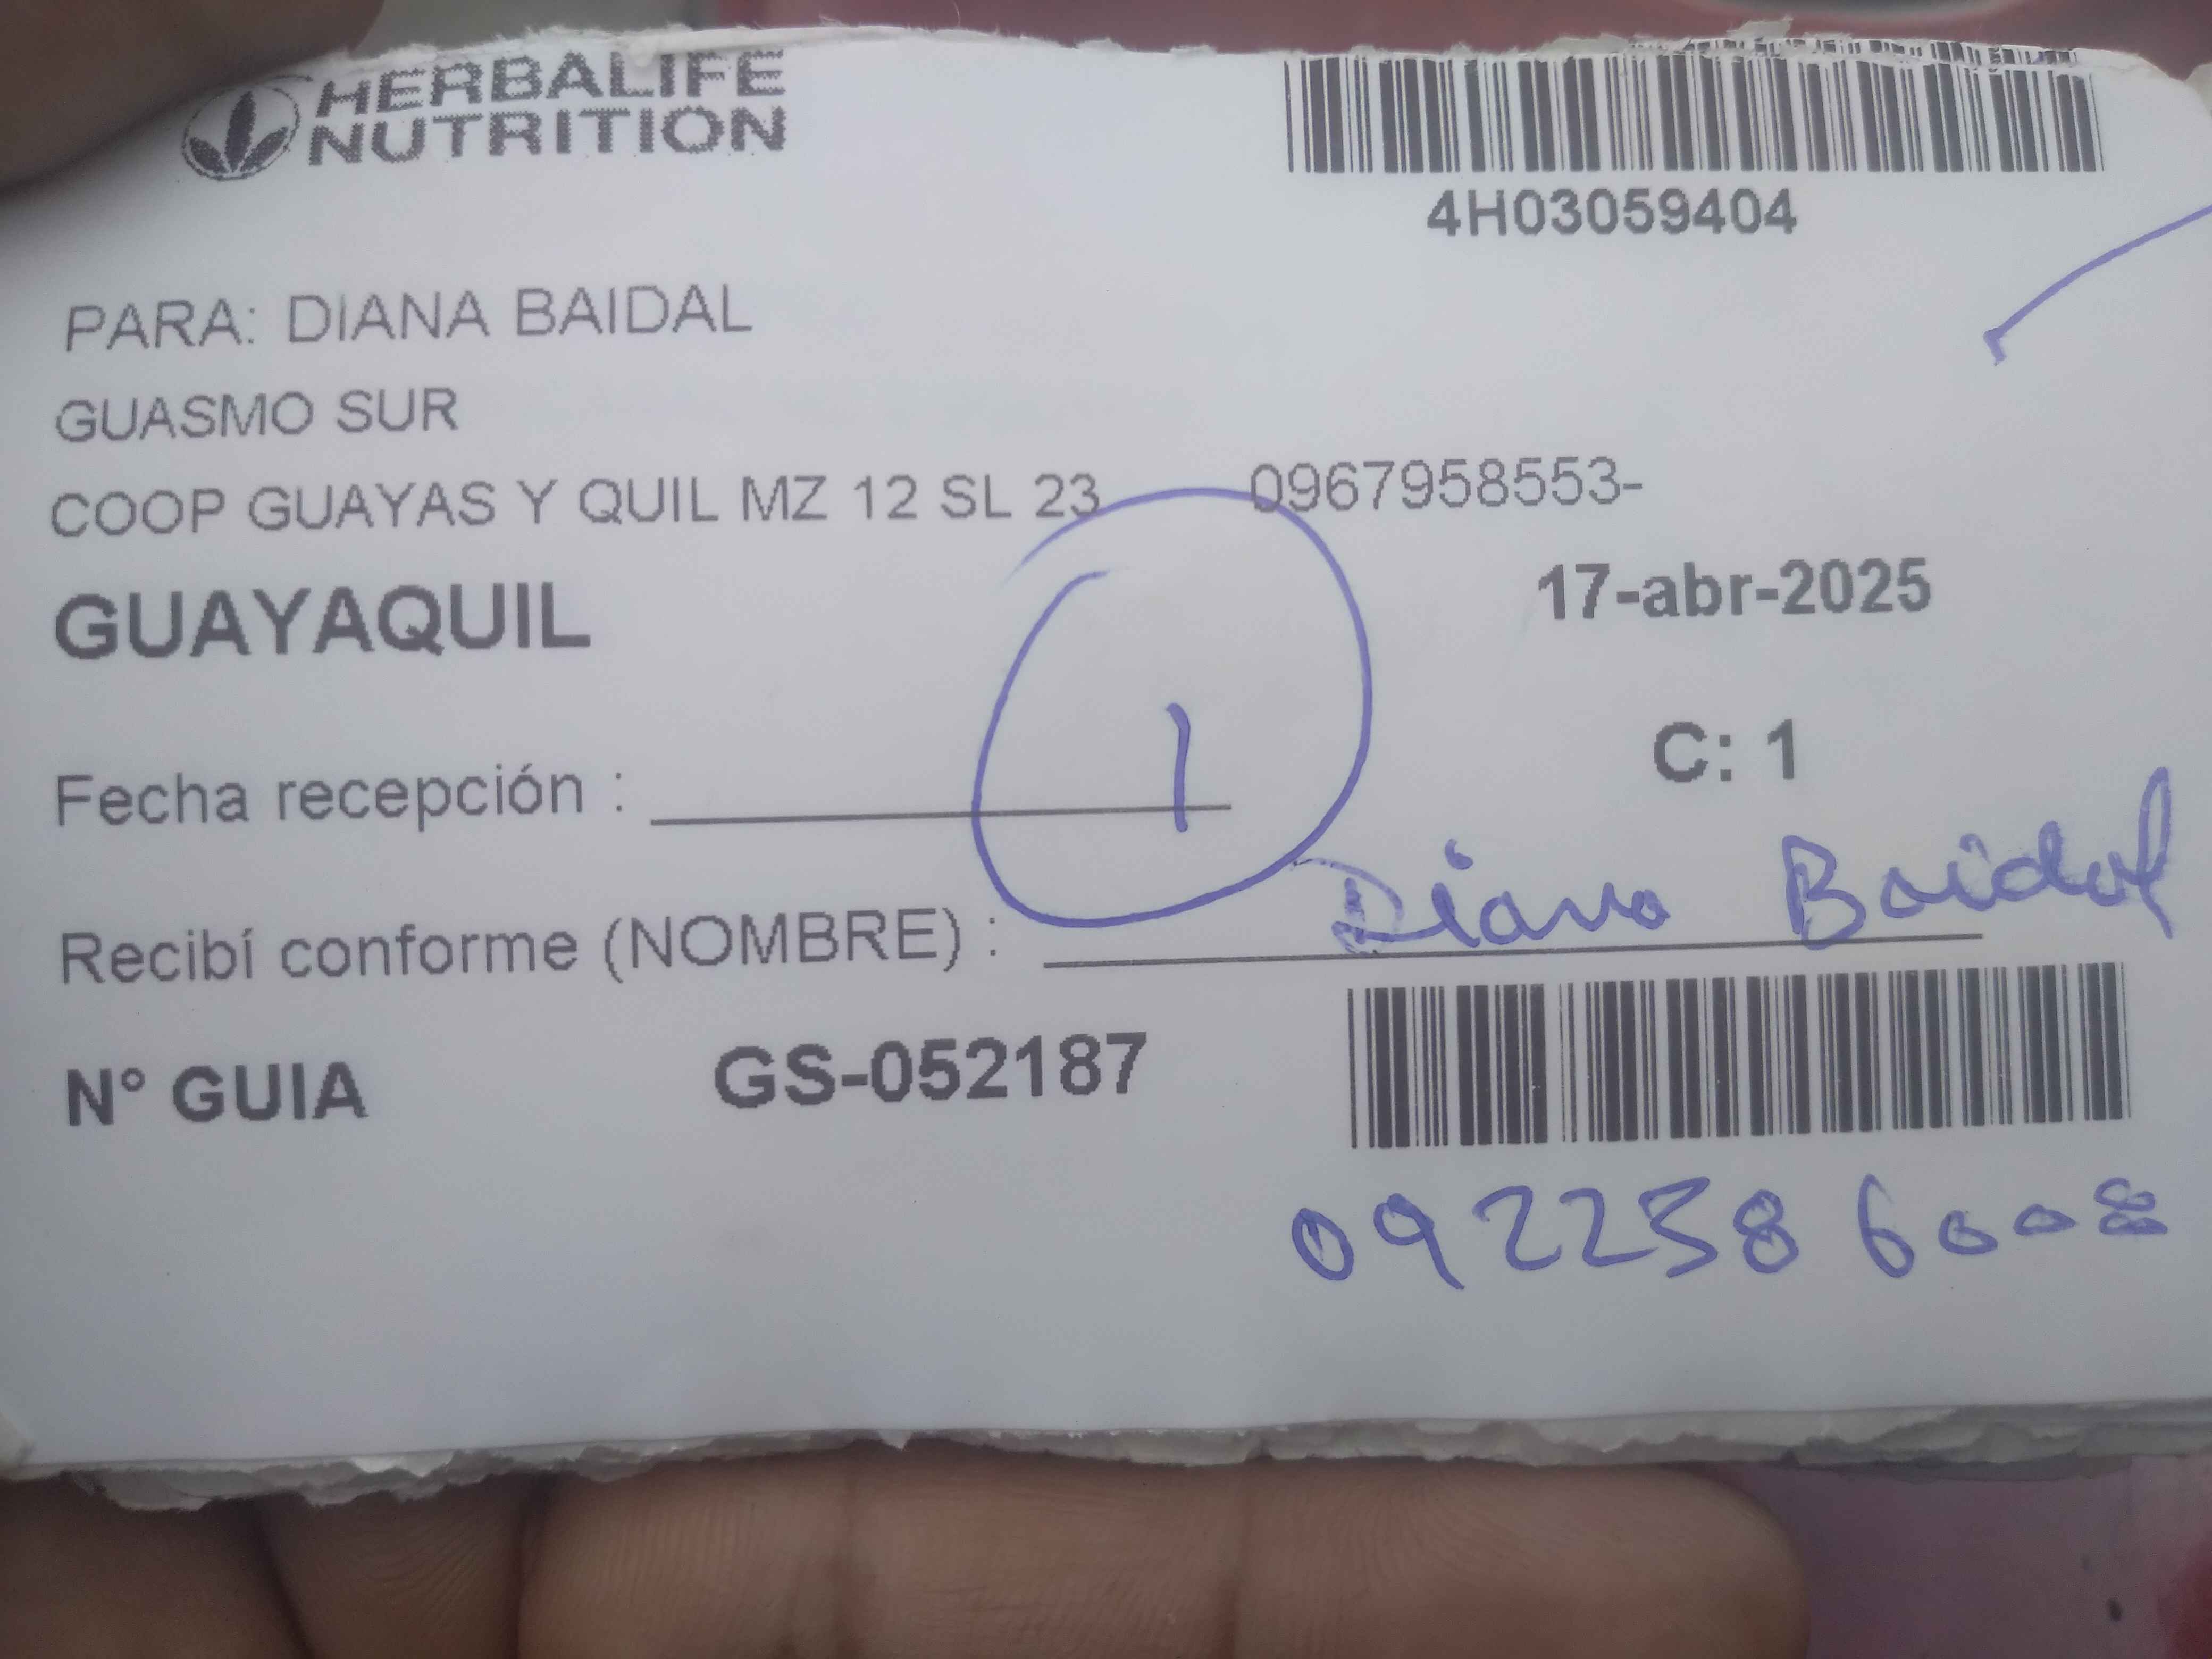 HERBALIFE
NUTRITION
4H03059404
PARA: DIANA BAIDAL
GUASMO SUR
COOP GUAYAS Y QUIL MZ 12 SL 23 0967958553-
GUAYAQUIL 17-abr-2025
C: 1
Fecha recepción : 1
Recibí conforme (NOMBRE) : Diana Baidal
N° GUIA GS-052187
0922386008